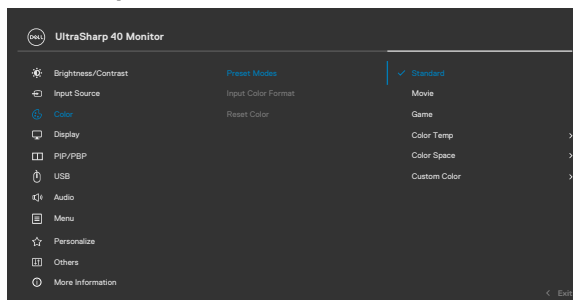 DELL UltraSharp 40 Monitor
Brightness/Contrast Preset Modes ✓ Standard
Input Source Input Color Format Movie
Color Reset Color Game
Display Color Temp >
PIP/PBP Color Space >
USB Custom Color >
Audio
Menu
Personalize
Others
More Information
< Exit